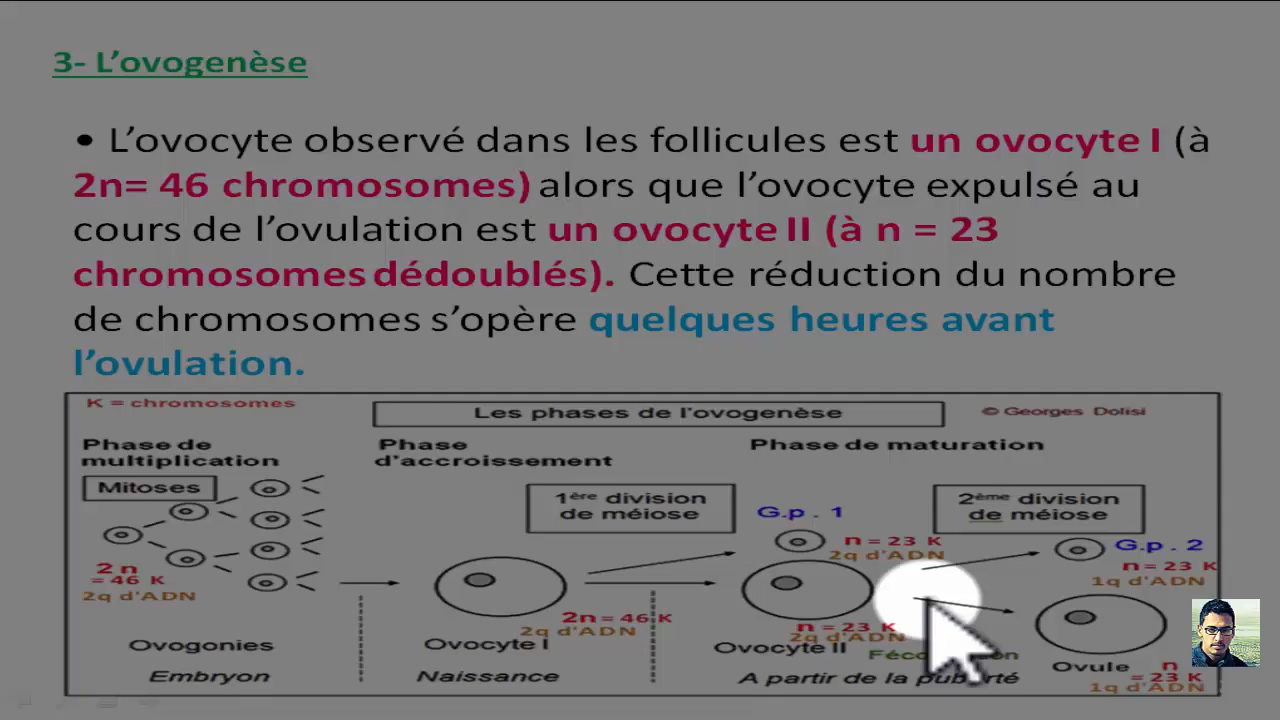 3- L'ovogenèse
• L'ovocyte observé dans les follicules est un ovocyte I (à
2n= 46 chromosomes) alors que l'ovocyte expulsé au
cours de l'ovulation est un ovocyte II (à n = 23
chromosomes dédoublés). Cette réduction du nombre
de chromosomes s'opère quelques heures avant
l'ovulation.
K = chromosomes
Les phases de l'ovogenèse
© Georges Dolisi
Phase de
multiplication
Phase
d'accroissement
Phase de maturation
Mitoses
1ère division
de méiose
2ème division
de méiose
G.p. 1
n = 23 K
2q d'ADN
G.p. 2
n = 23 K
1q d'ADN
2n
= 46 K
2q d'ADN
2n = 46 K
2q d'ADN
n = 23 K
2q d'ADN
Ovogonies
Ovocyte I
Ovocyte II
Ovule
n
= 23 K
1q d'ADN
Embryon
Naissance
A partir de la puberté